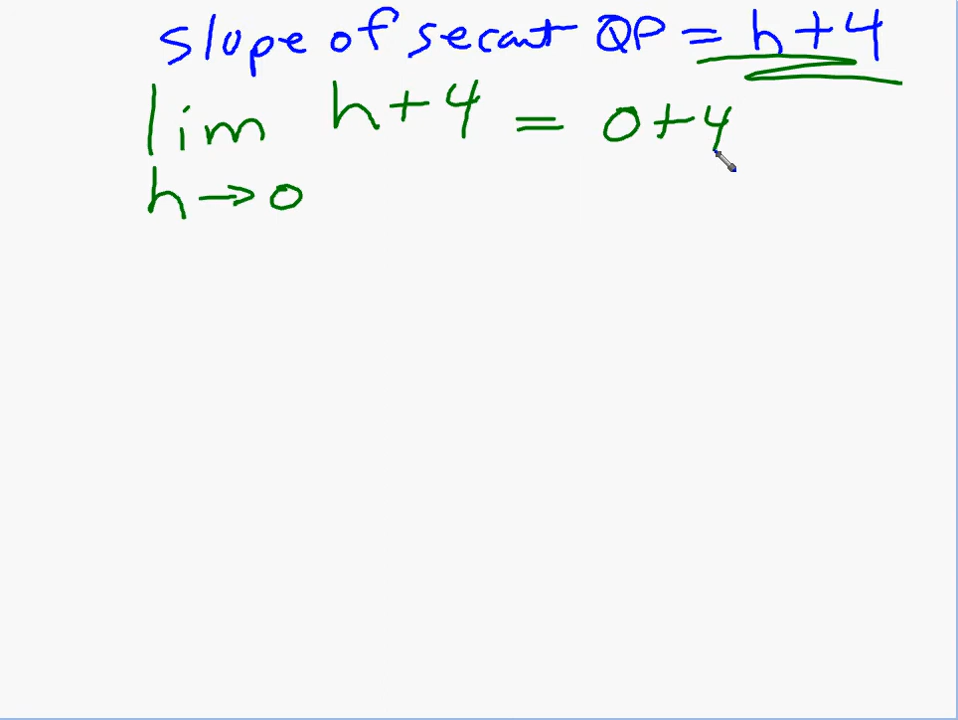 slope of secant QP = h+4
lim h+4 = 0+4
h→0